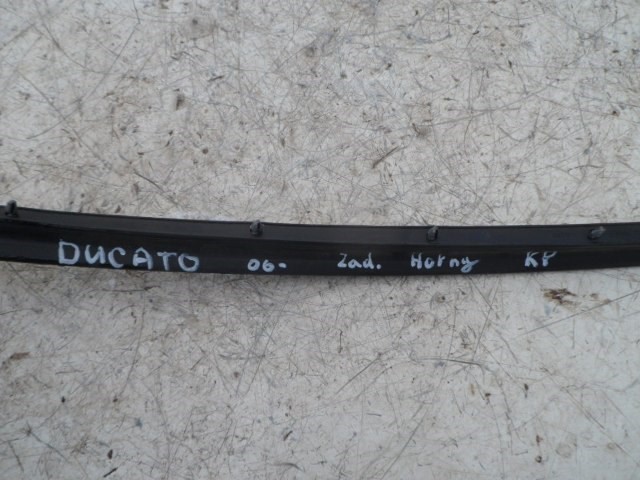 DUCATO 06- Zad. Horny KP